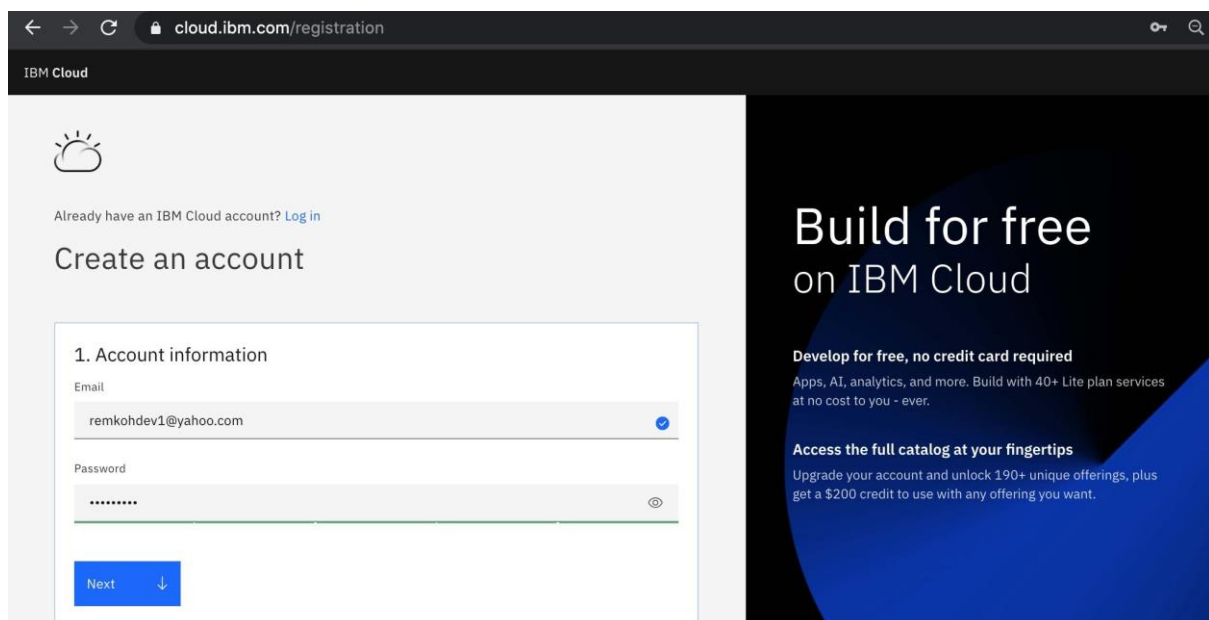 cloud.ibm.com/registration
IBM Cloud
Already have an IBM Cloud account? Log in
Create an account
1. Account information
Email
remkohdev1@yahoo.com
Password
•••••••••
Next
Build for free
on IBM Cloud
Develop for free, no credit card required
Apps, AI, analytics, and more. Build with 40+ Lite plan services
at no cost to you - ever.
Access the full catalog at your fingertips
Upgrade your account and unlock 190+ unique offerings, plus
get a $200 credit to use with any offering you want.